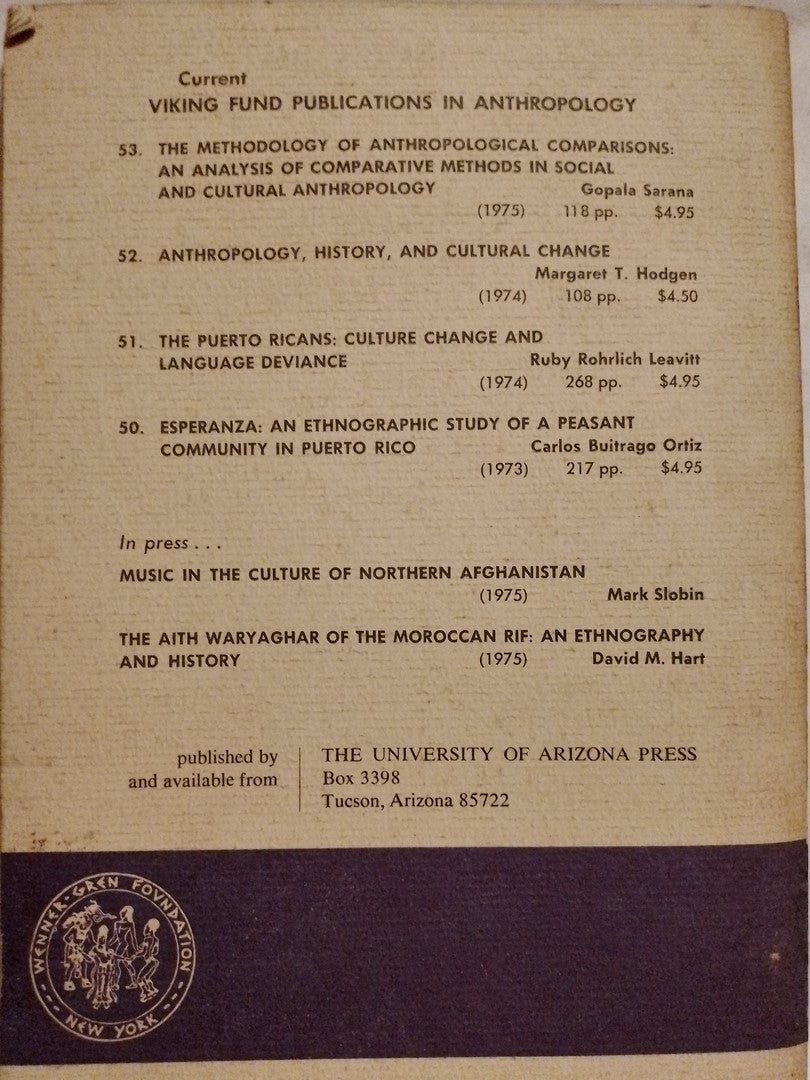 Current
VIKING FUND PUBLICATIONS IN ANTHROPOLOGY
53. THE METHODOLOGY OF ANTHROPOLOGICAL COMPARISONS:
AN ANALYSIS OF COMPARATIVE METHODS IN SOCIAL
AND CULTURAL ANTHROPOLOGY Gopala Sarana
(1975) 118 pp. $4.95
52. ANTHROPOLOGY, HISTORY, AND CULTURAL CHANGE
Margaret T. Hodgen
(1974) 108 pp. $4.50
51. THE PUERTO RICANS: CULTURE CHANGE AND
LANGUAGE DEVIANCE Ruby Rohrlich Leavitt
(1974) 268 pp. $4.95
50. ESPERANZA: AN ETHNOGRAPHIC STUDY OF A PEASANT
COMMUNITY IN PUERTO RICO Carlos Buitrago Ortiz
(1973) 217 pp. $4.95
In press . . .
MUSIC IN THE CULTURE OF NORTHERN AFGHANISTAN
(1975) Mark Slobin
THE AITH WARYAGHAR OF THE MOROCCAN RIF: AN ETHNOGRAPHY
AND HISTORY (1975) David M. Hart
published by THE UNIVERSITY OF ARIZONA PRESS
and available from Box 3398
Tucson, Arizona 85722
WENNER-GREN FOVNDATION
NEW YORK